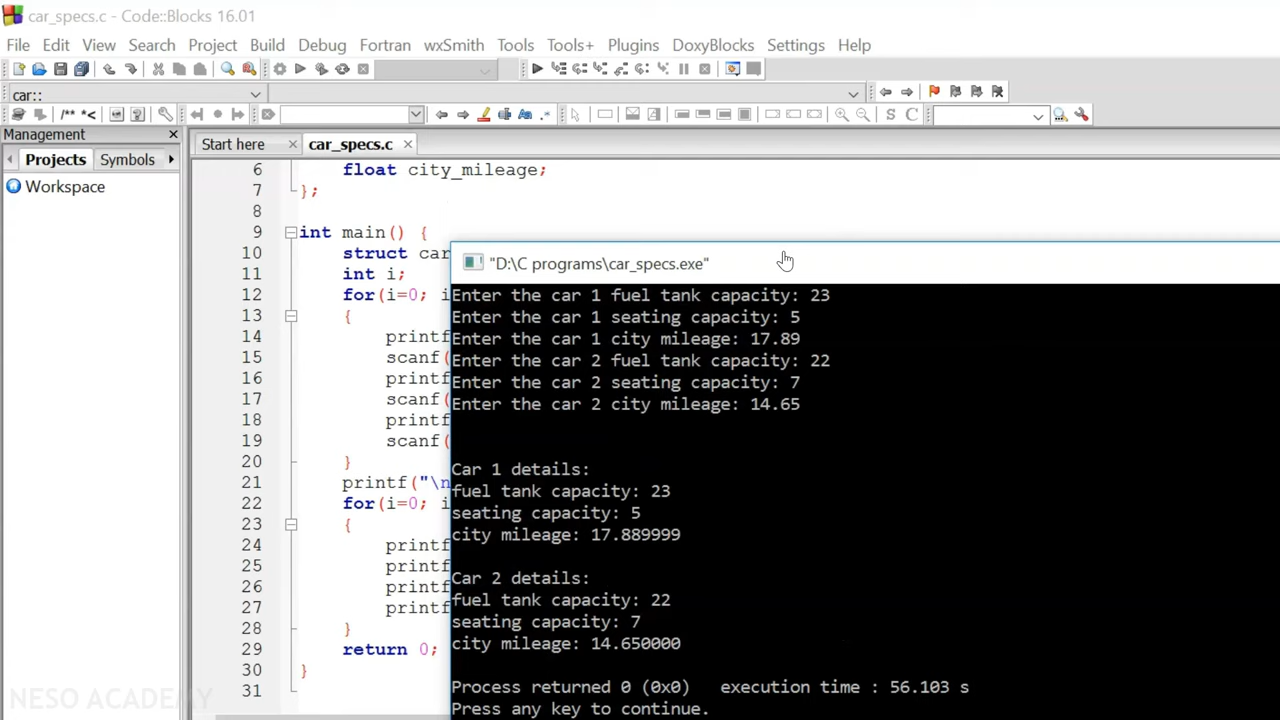 car_specs.c - Code::Blocks 16.01
File Edit View Search Project Build Debug Fortran wxSmith Tools Tools+ Plugins DoxyBlocks Settings Help
car::
/** *<
S C
Management
Start here car_specs.c
Projects Symbols
Workspace
6 float city_mileage;
7 };
8
9 int main() {
10 struct car
11 int i;
12 for(i=0; i
13 {
14 printf
15 scanf(
16 printf
17 scanf(
18 printf
19 scanf(
20 }
21 printf("\n
22 for(i=0; i
23 {
24 printf
25 printf
26 printf
27 printf
28 }
29 return 0;
30 }
31
"D:\C programs\car_specs.exe"
Enter the car 1 fuel tank capacity: 23
Enter the car 1 seating capacity: 5
Enter the car 1 city mileage: 17.89
Enter the car 2 fuel tank capacity: 22
Enter the car 2 seating capacity: 7
Enter the car 2 city mileage: 14.65
Car 1 details:
fuel tank capacity: 23
seating capacity: 5
city mileage: 17.889999
Car 2 details:
fuel tank capacity: 22
seating capacity: 7
city mileage: 14.650000
Process returned 0 (0x0) execution time : 56.103 s
Press any key to continue.
NESO ACADEMY